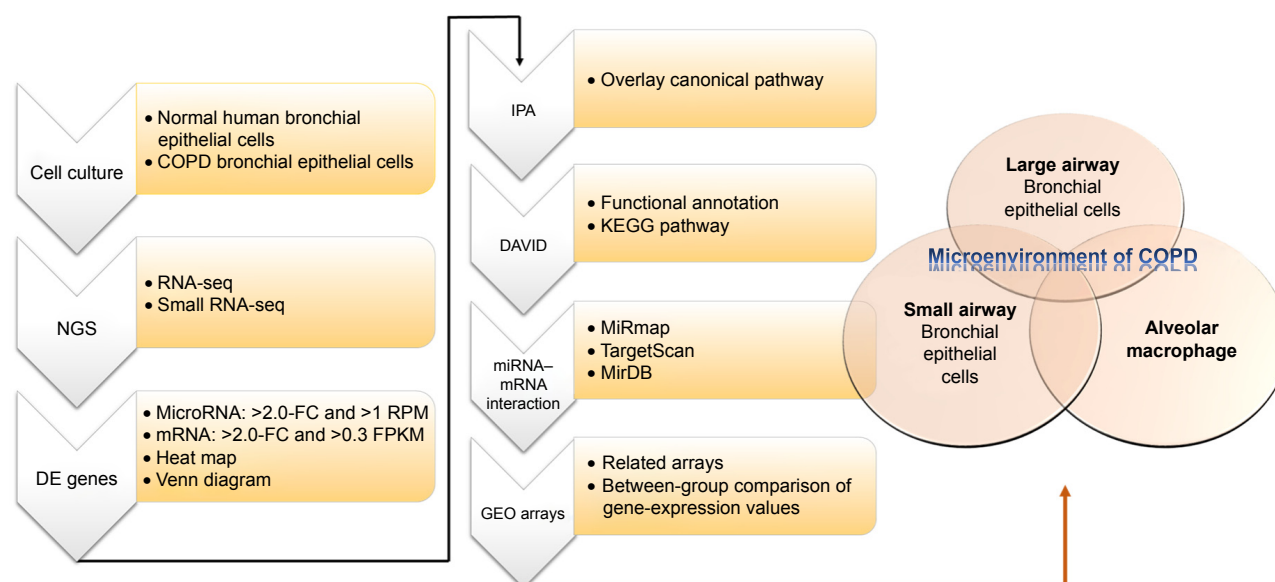 Cell culture
• Normal human bronchial
epithelial cells
• COPD bronchial epithelial cells
NGS
• RNA-seq
• Small RNA-seq
DE genes
• MicroRNA: >2.0-FC and >1 RPM
• mRNA: >2.0-FC and >0.3 FPKM
• Heat map
• Venn diagram
IPA
• Overlay canonical pathway
DAVID
• Functional annotation
• KEGG pathway
miRNA–
mRNA
interaction
• MiRmap
• TargetScan
• MirDB
GEO arrays
• Related arrays
• Between-group comparison of
gene-expression values
Large airway
Bronchial
epithelial cells
Microenvironment of COPD
Small airway
Bronchial
epithelial
cells
Alveolar
macrophage